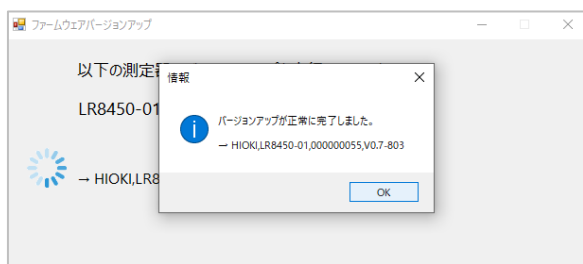 ファームウェアバージョンアップ
以下の測定
情報
LR8450-01
バージョンアップが正常に完了しました。
→ HIOKI,LR8450-01,000000055,V0.7-803
→ HIOKI,LR8
OK